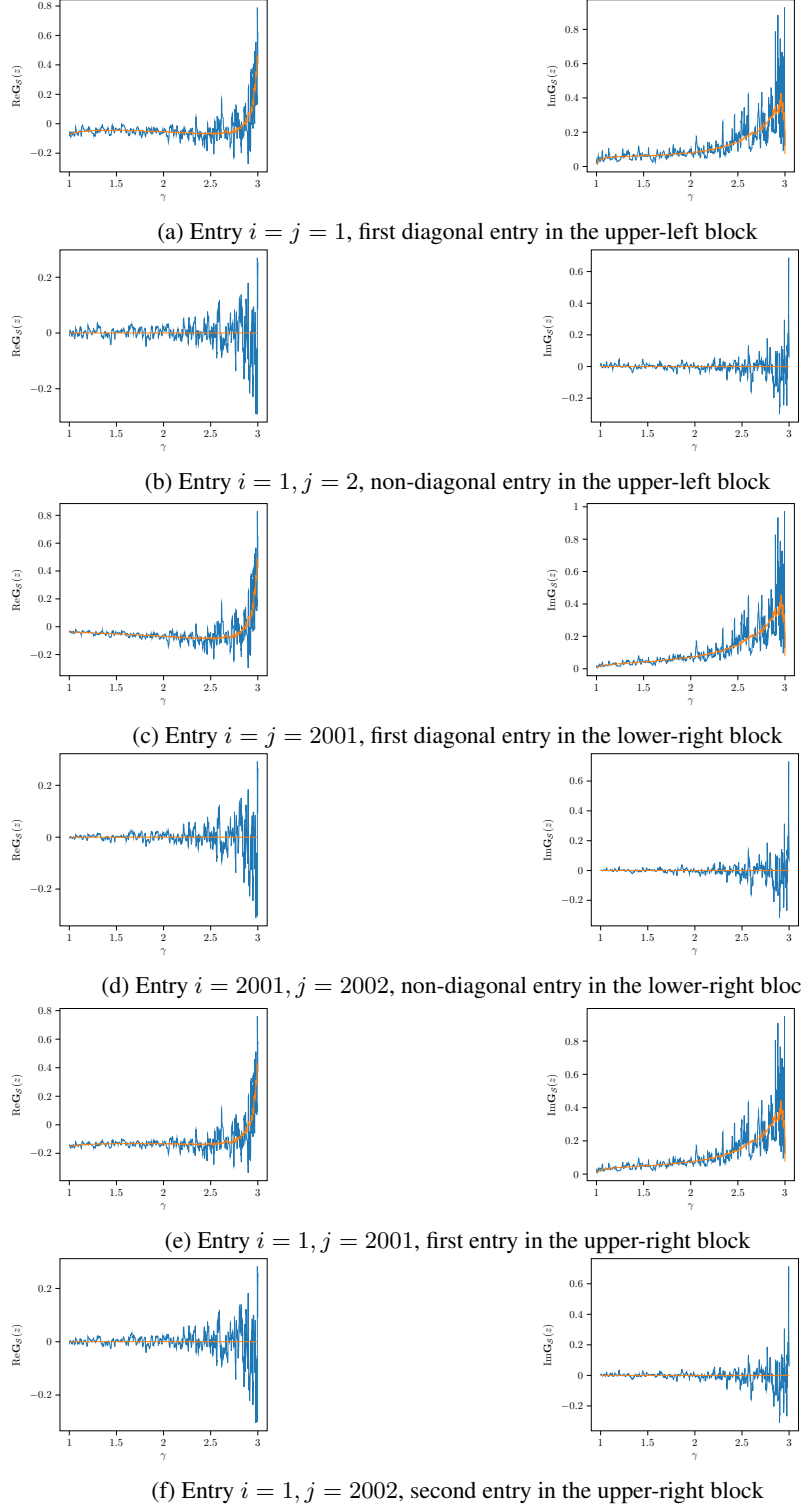 0.8
0.6
0.4
0.2
0
−0.2
ReG_S(z)
1 1.5 2 2.5 3
γ
0.8
0.6
0.4
0.2
0
ImG_S(z)
1 1.5 2 2.5 3
γ
(a) Entry i = j = 1, first diagonal entry in the upper-left block
0.2
0
−0.2
ReG_S(z)
1 1.5 2 2.5 3
γ
0.6
0.4
0.2
0
−0.2
ImG_S(z)
1 1.5 2 2.5 3
γ
(b) Entry i = 1, j = 2, non-diagonal entry in the upper-left block
0.8
0.6
0.4
0.2
0
−0.2
ReG_S(z)
1 1.5 2 2.5 3
γ
1
0.8
0.6
0.4
0.2
0
ImG_S(z)
1 1.5 2 2.5 3
γ
(c) Entry i = j = 2001, first diagonal entry in the lower-right block
0.2
0
−0.2
ReG_S(z)
1 1.5 2 2.5 3
γ
0.6
0.4
0.2
0
−0.2
ImG_S(z)
1 1.5 2 2.5 3
γ
(d) Entry i = 2001, j = 2002, non-diagonal entry in the lower-right bloc
0.8
0.6
0.4
0.2
0
−0.2
ReG_S(z)
1 1.5 2 2.5 3
γ
0.8
0.6
0.4
0.2
0
ImG_S(z)
1 1.5 2 2.5 3
γ
(e) Entry i = 1, j = 2001, first entry in the upper-right block
0.2
0
−0.2
ReG_S(z)
1 1.5 2 2.5 3
γ
0.6
0.4
0.2
0
−0.2
ImG_S(z)
1 1.5 2 2.5 3
γ
(f) Entry i = 1, j = 2002, second entry in the upper-right block